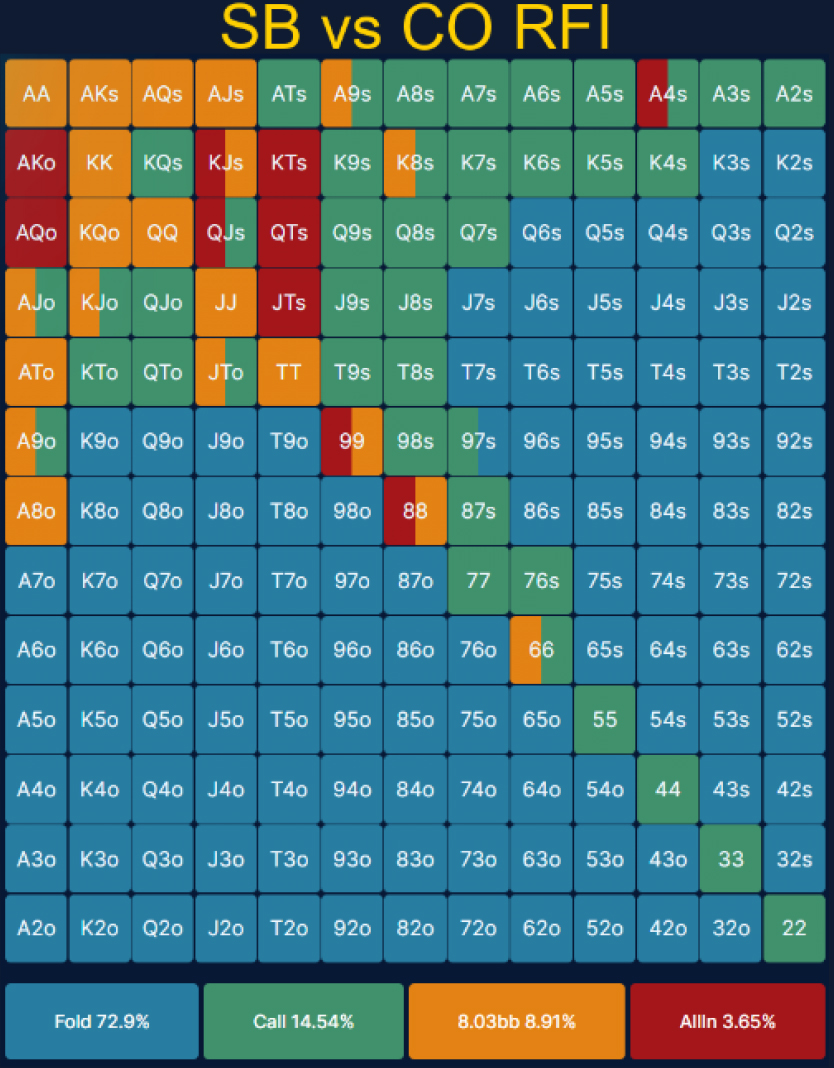 SB vs CO RFI
AA AKs AQs AJs ATs A9s A8s A7s A6s A5s A4s A3s A2s
AKo KK KQs KJs KTs K9s K8s K7s K6s K5s K4s K3s K2s
AQo KQo QQ QJs QTs Q9s Q8s Q7s Q6s Q5s Q4s Q3s Q2s
AJo KJo QJo JJ JTs J9s J8s J7s J6s J5s J4s J3s J2s
ATo KTo QTo JTo TT T9s T8s T7s T6s T5s T4s T3s T2s
A9o K9o Q9o J9o T9o 99 98s 97s 96s 95s 94s 93s 92s
A8o K8o Q8o J8o T8o 98o 88 87s 86s 85s 84s 83s 82s
A7o K7o Q7o J7o T7o 97o 87o 77 76s 75s 74s 73s 72s
A6o K6o Q6o J6o T6o 96o 86o 76o 66 65s 64s 63s 62s
A5o K5o Q5o J5o T5o 95o 85o 75o 65o 55 54s 53s 52s
A4o K4o Q4o J4o T4o 94o 84o 74o 64o 54o 44 43s 42s
A3o K3o Q3o J3o T3o 93o 83o 73o 63o 53o 43o 33 32s
A2o K2o Q2o J2o T2o 92o 82o 72o 62o 52o 42o 32o 22
Fold 72.9% Call 14.54% 8.03bb 8.91% AllIn 3.65%